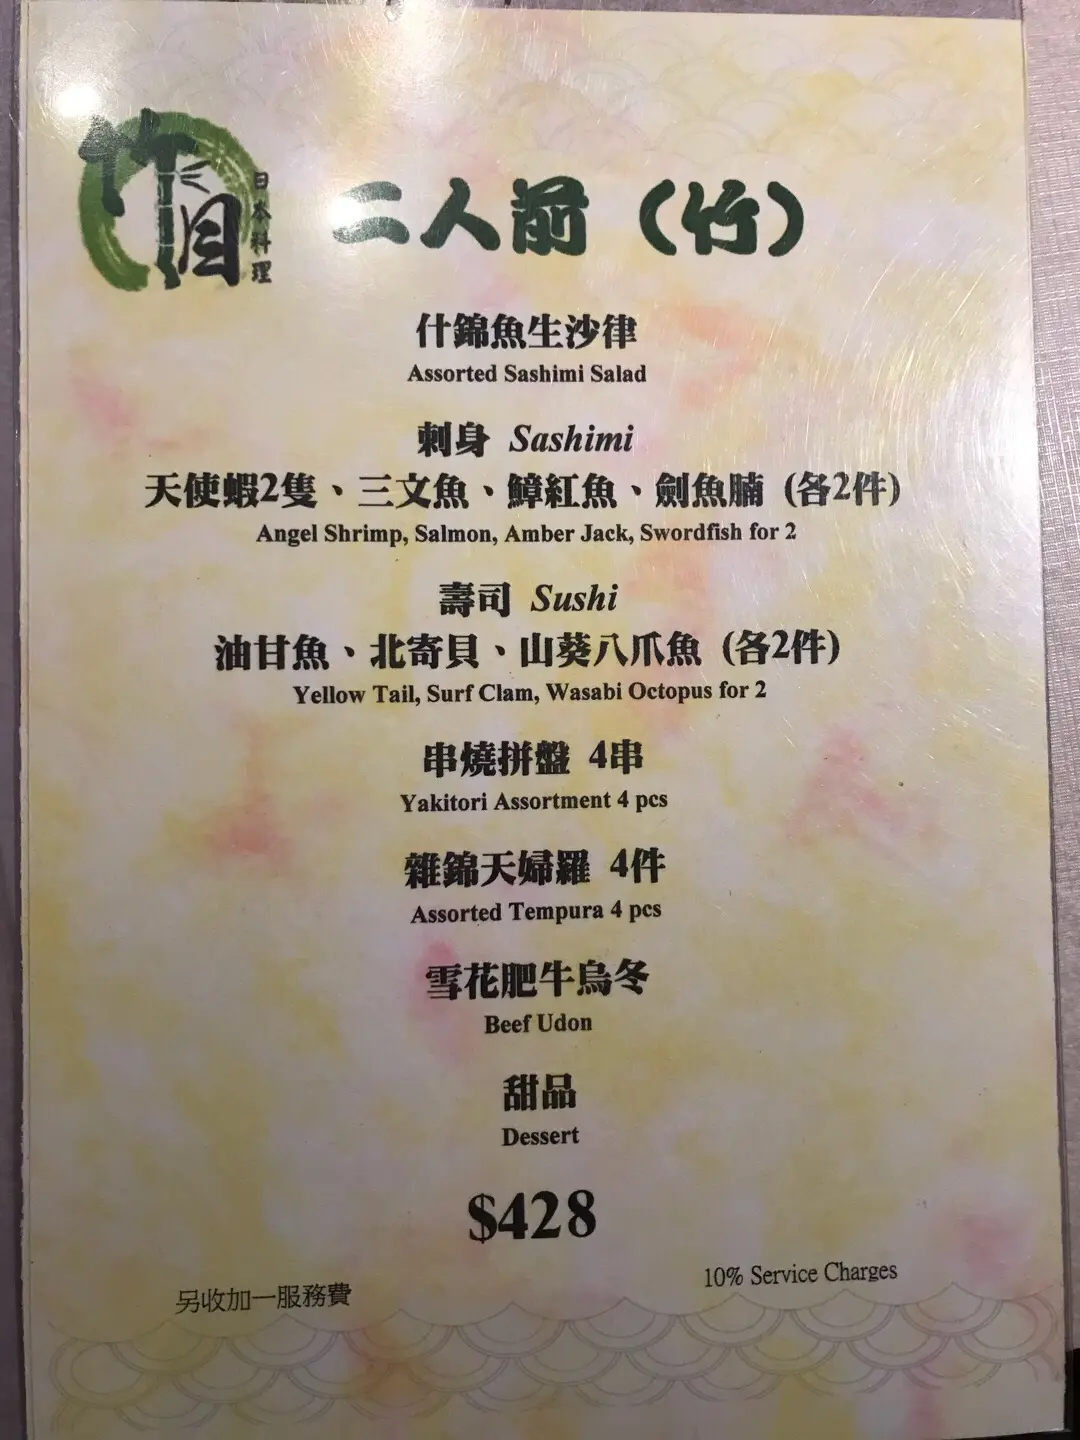 竹目
日本料理
二人前（竹）
什錦魚生沙律
Assorted Sashimi Salad
刺身 Sashimi
天使蝦2隻、三文魚、鱆紅魚、劍魚腩 (各2件)
Angel Shrimp, Salmon, Amber Jack, Swordfish for 2
壽司 Sushi
油甘魚、北寄貝、山葵八爪魚 (各2件)
Yellow Tail, Surf Clam, Wasabi Octopus for 2
串燒拼盤 4串
Yakitori Assortment 4 pcs
雜錦天婦羅 4件
Assorted Tempura 4 pcs
雪花肥牛烏冬
Beef Udon
甜品
Dessert
$428
另收加一服務費
10% Service Charges